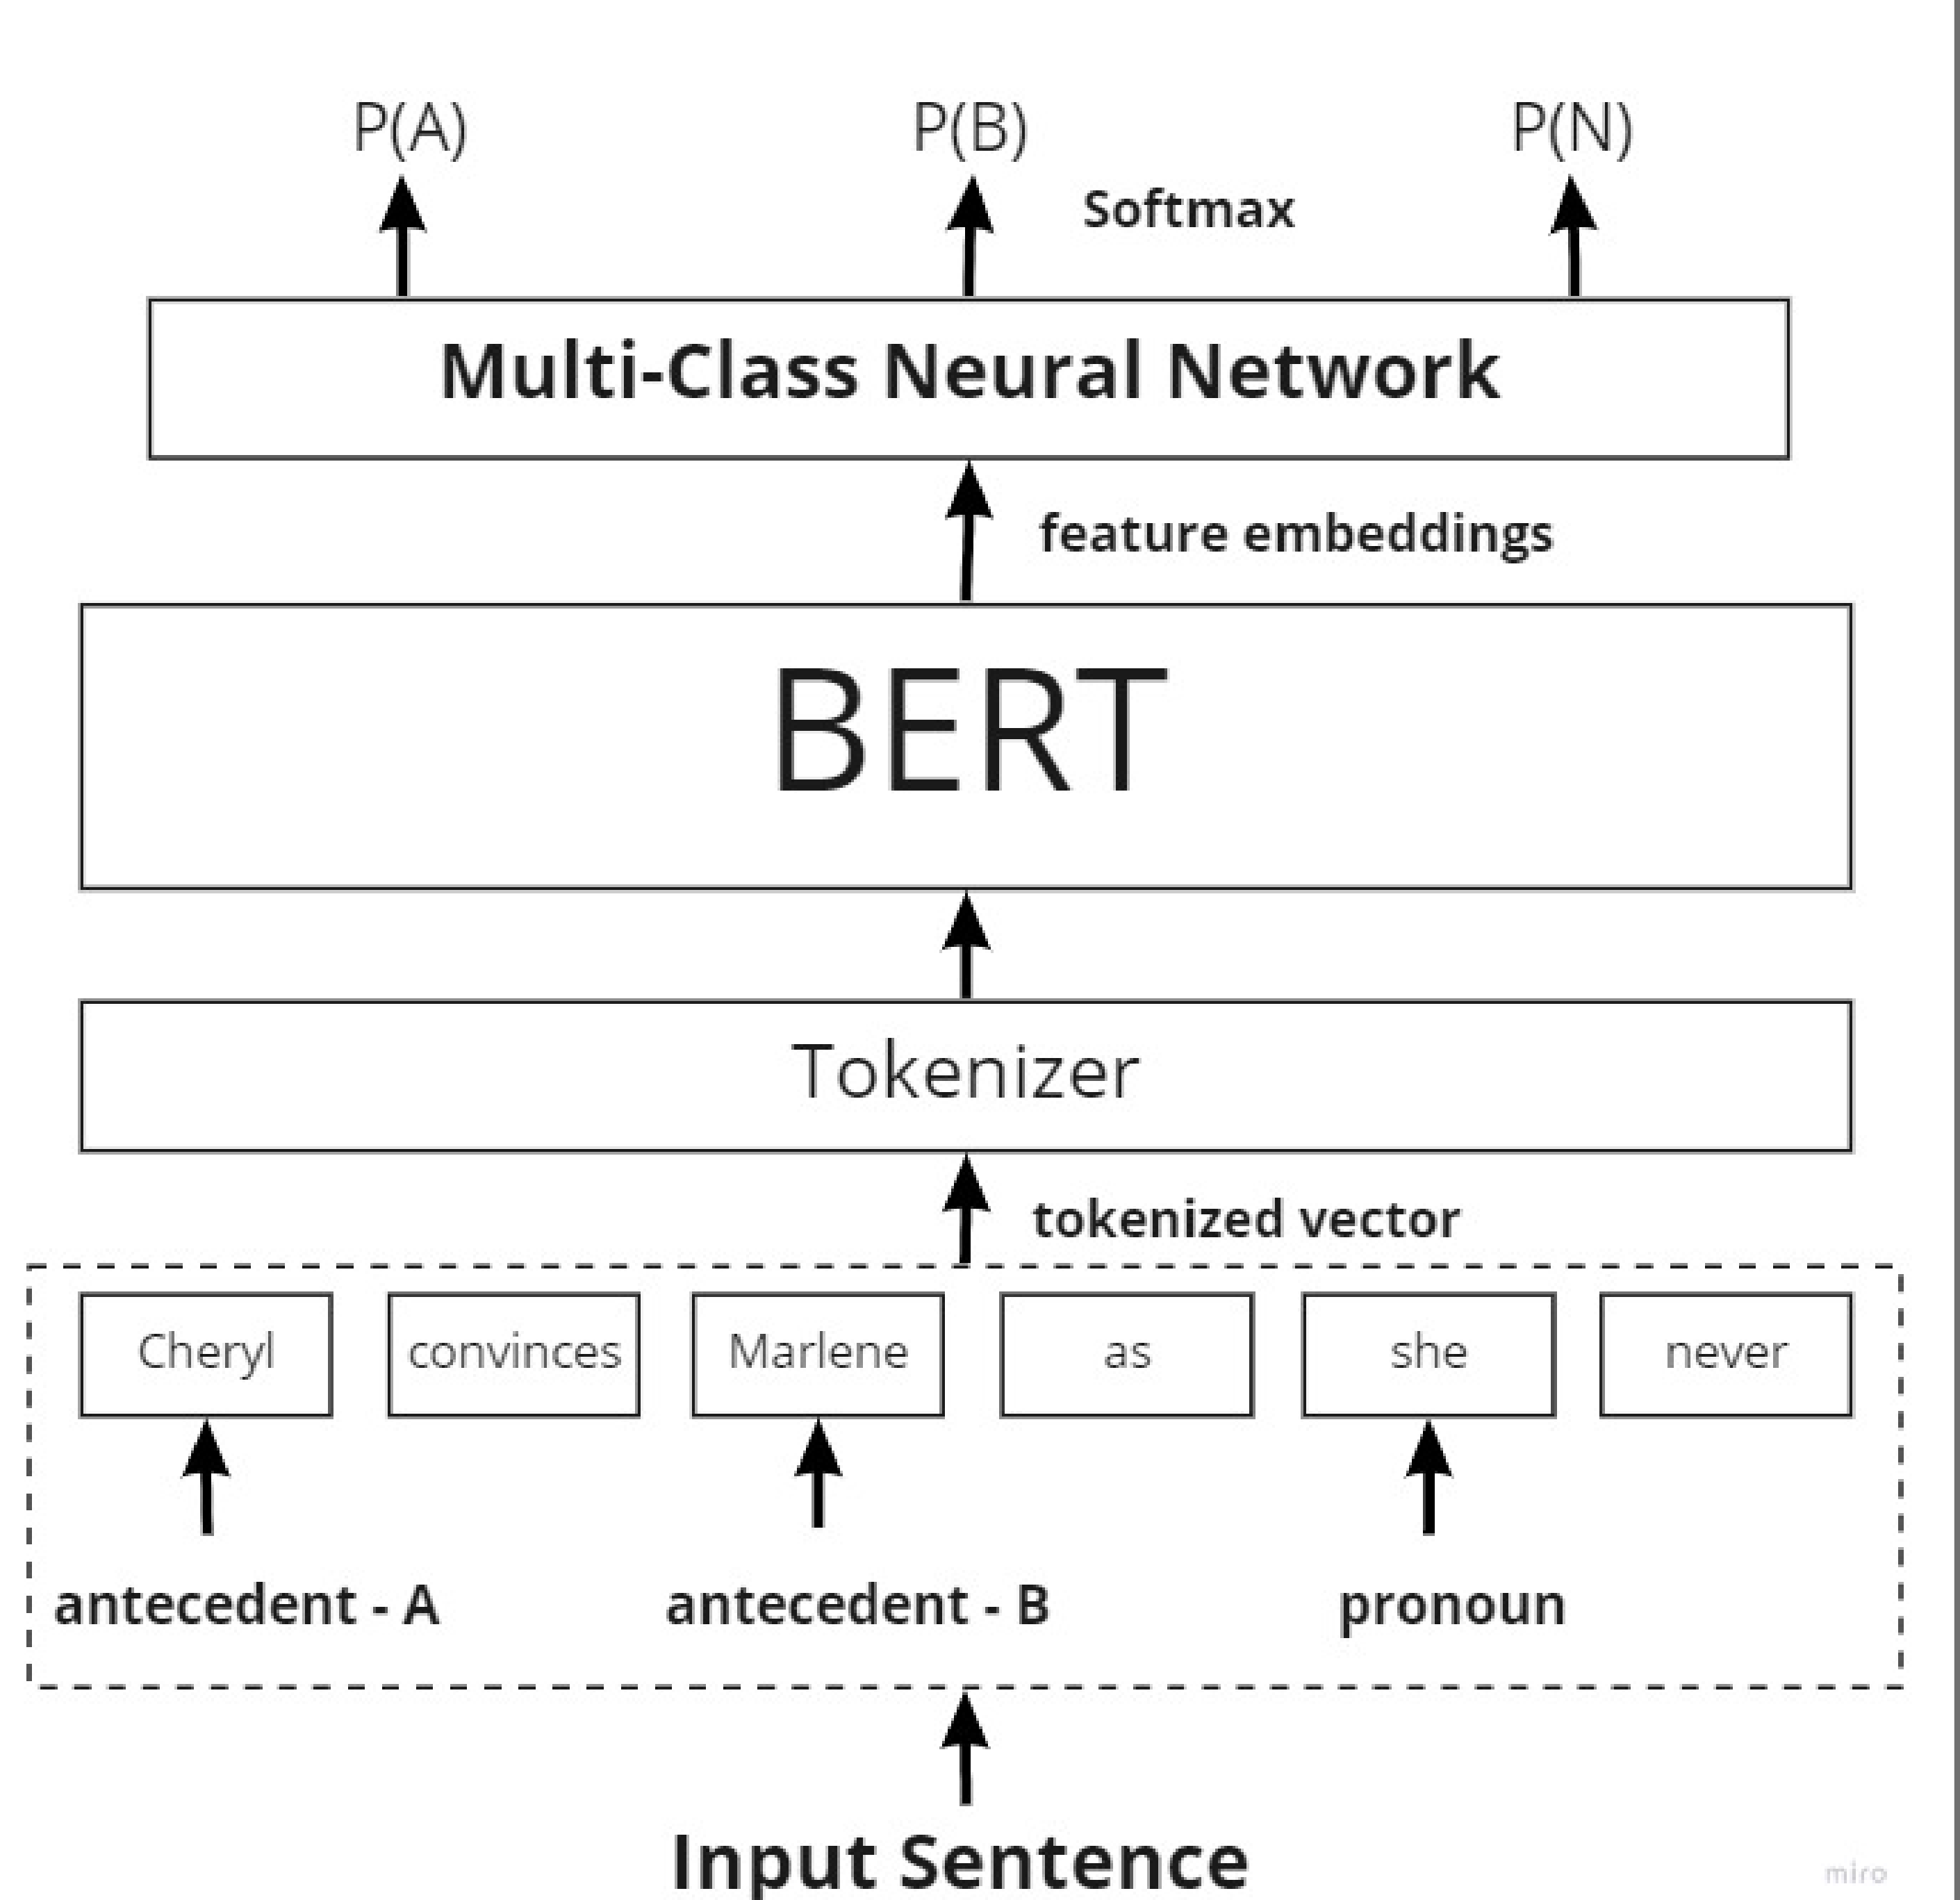 P(A) P(B) P(N)
Softmax
Multi-Class Neural Network
feature embeddings
BERT
Tokenizer
tokenized vector
Cheryl convinces Marlene as she never
antecedent - A antecedent - B pronoun
Input Sentence
miro